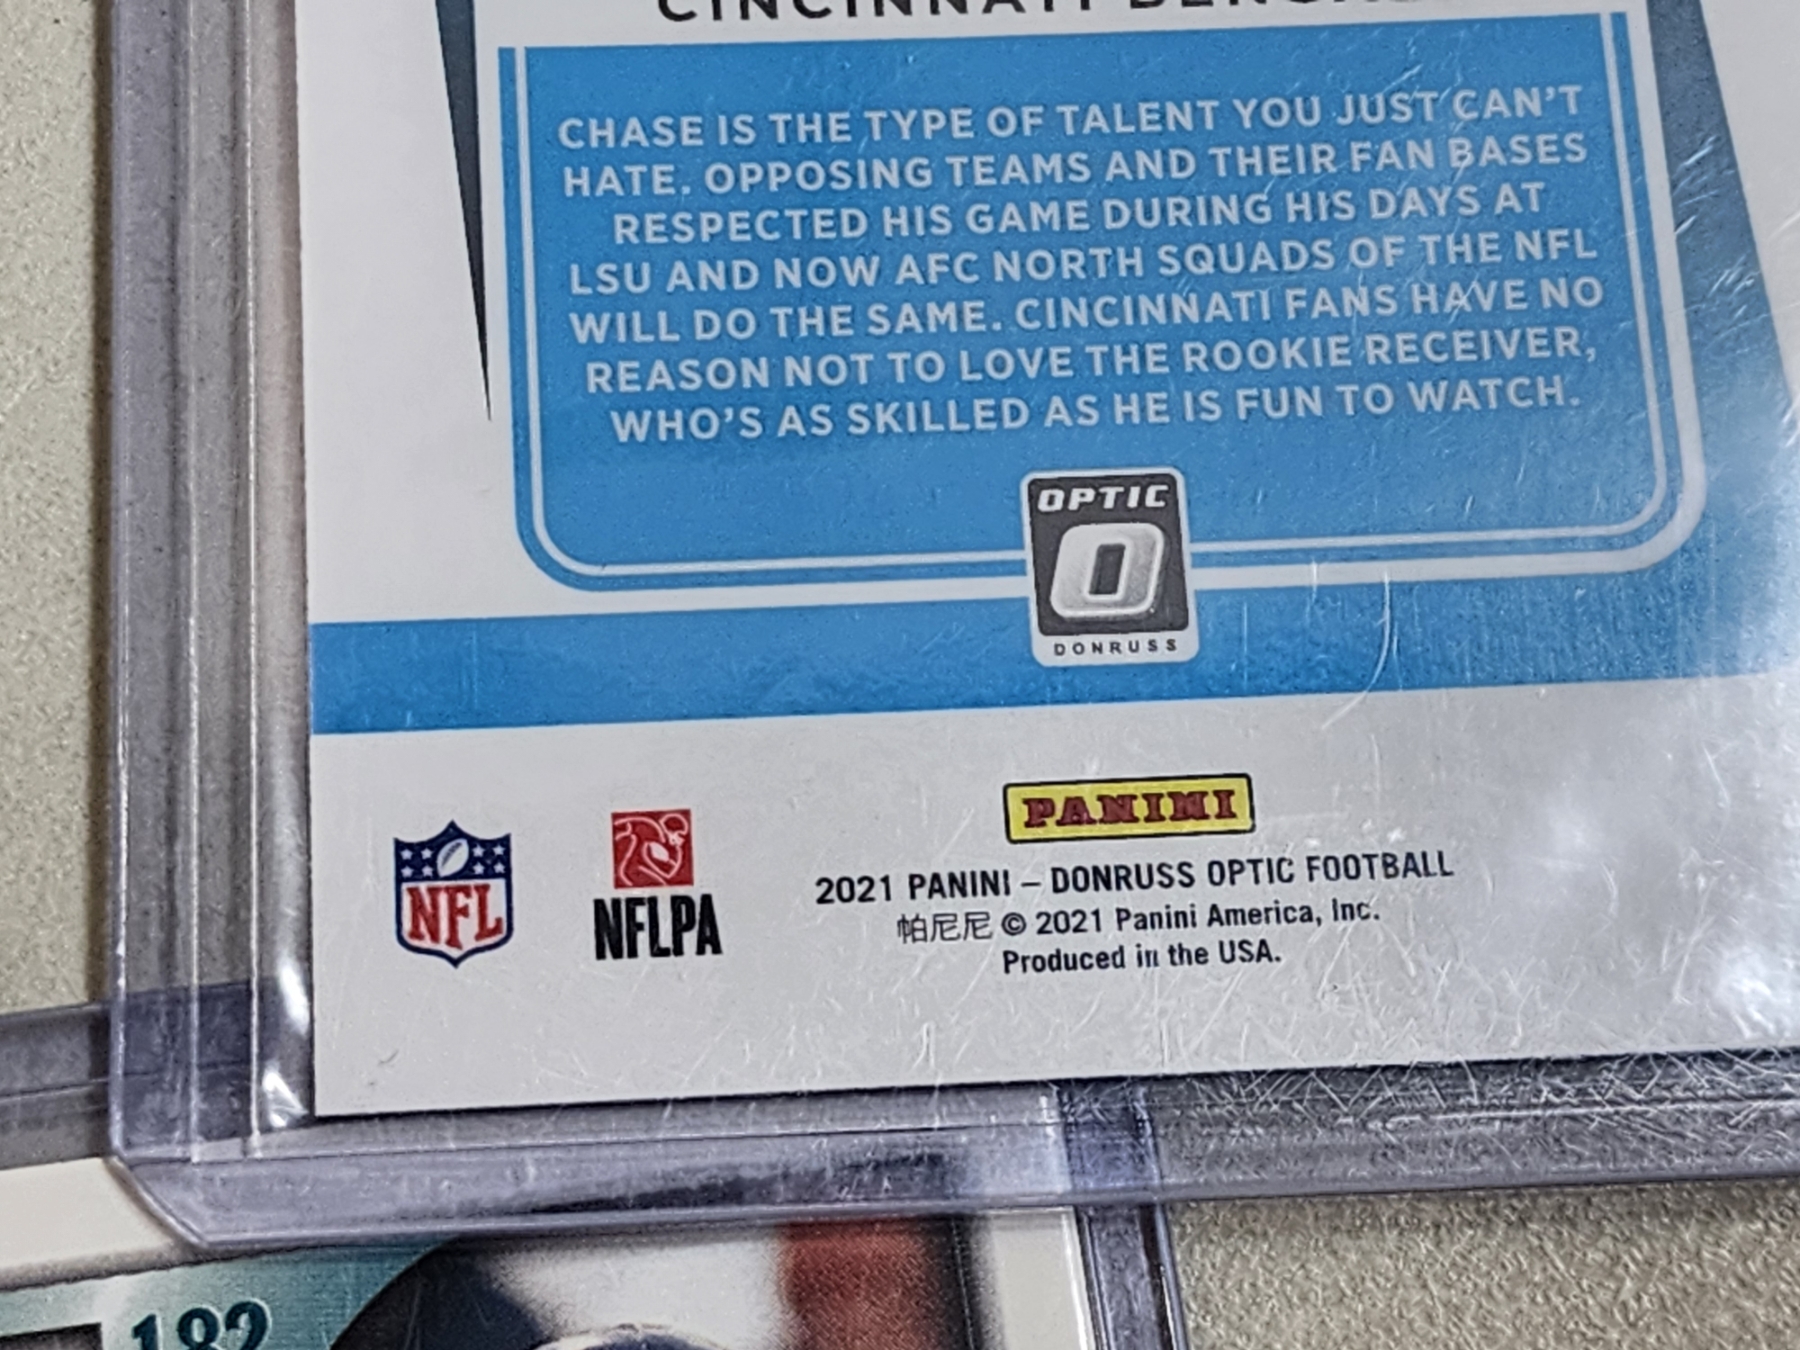 CINCINNATI BENGALS
CHASE IS THE TYPE OF TALENT YOU JUST CAN'T
HATE. OPPOSING TEAMS AND THEIR FAN BASES
RESPECTED HIS GAME DURING HIS DAYS AT
LSU AND NOW AFC NORTH SQUADS OF THE NFL
WILL DO THE SAME. CINCINNATI FANS HAVE NO
REASON NOT TO LOVE THE ROOKIE RECEIVER,
WHO'S AS SKILLED AS HE IS FUN TO WATCH.
OPTIC
O
DONRUSS
PANINI
NFL
NFLPA
2021 PANINI – DONRUSS OPTIC FOOTBALL
帕尼尼 © 2021 Panini America, Inc.
Produced in the USA.
182